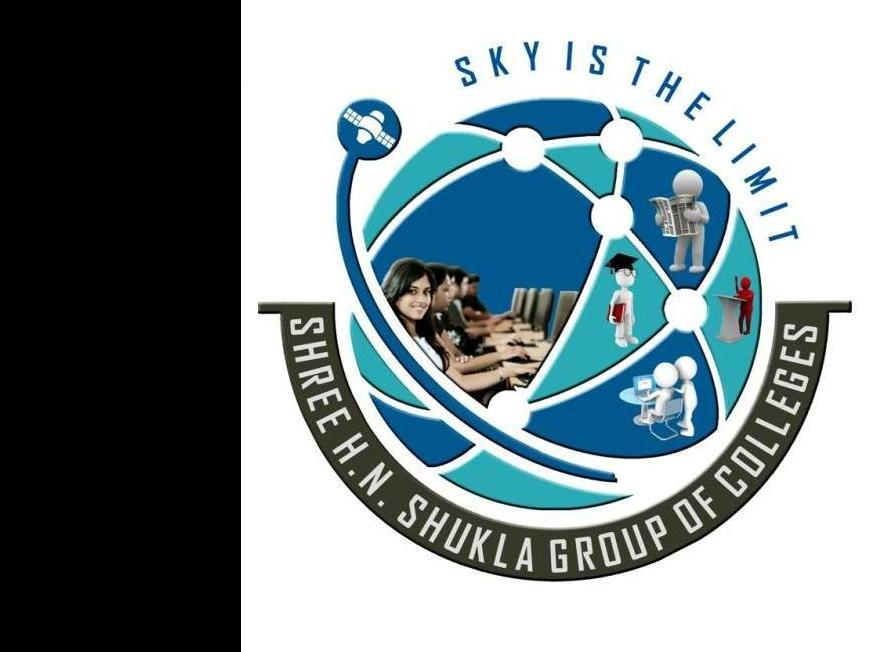 SKY IS THE LIMIT
SHREE H.N. SHUKLA GROUP OF COLLEGES